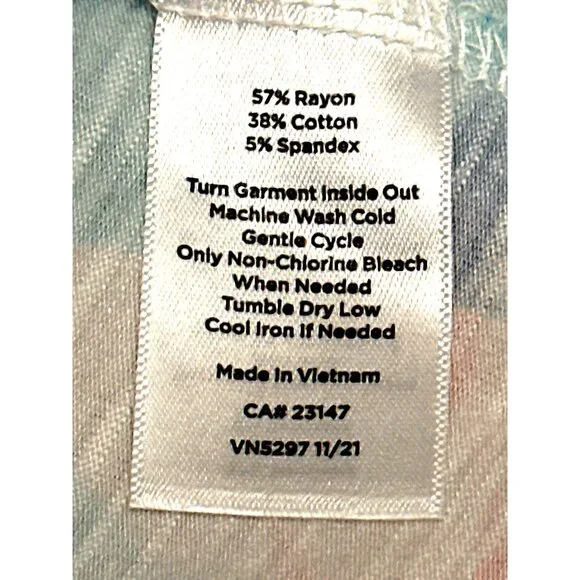 57% Rayon
38% Cotton
5% Spandex
Turn Garment Inside Out
Machine Wash Cold
Gentle Cycle
Only Non-Chlorine Bleach
When Needed
Tumble Dry Low
Cool Iron If Needed
Made In Vietnam
CA# 23147
VN5297 11/21